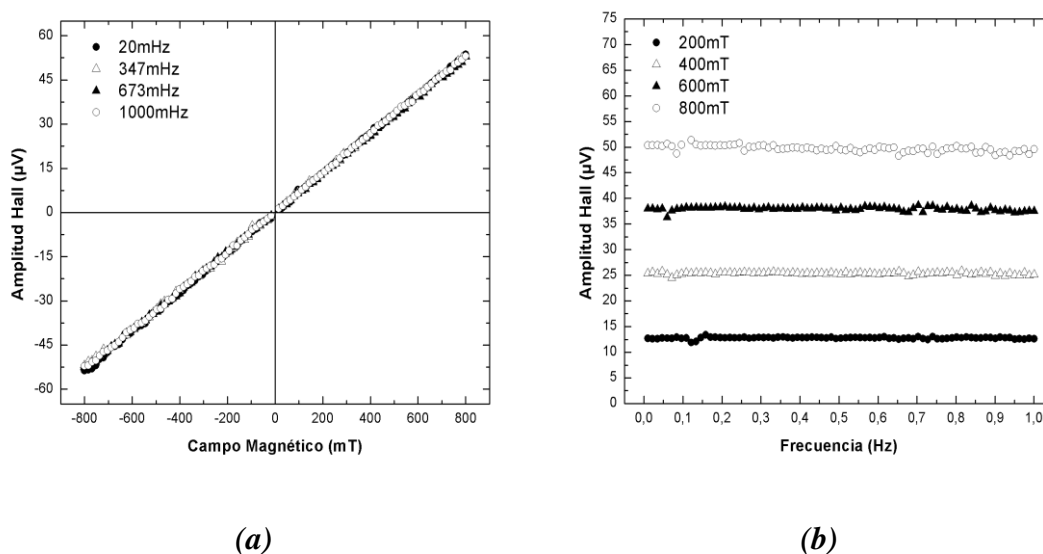 60
45
30
15
0
-15
-30
-45
-60
Amplitud Hall (µV)
20mHz
347mHz
673mHz
1000mHz
-800 -600 -400 -200 0 200 400 600 800
Campo Magnético (mT)
(a)
75
70
65
60
55
50
45
40
35
30
25
20
15
10
5
0
Amplitud Hall (µV)
200mT
400mT
600mT
800mT
0,0 0,1 0,2 0,3 0,4 0,5 0,6 0,7 0,8 0,9 1,0
Frecuencia (Hz)
(b)